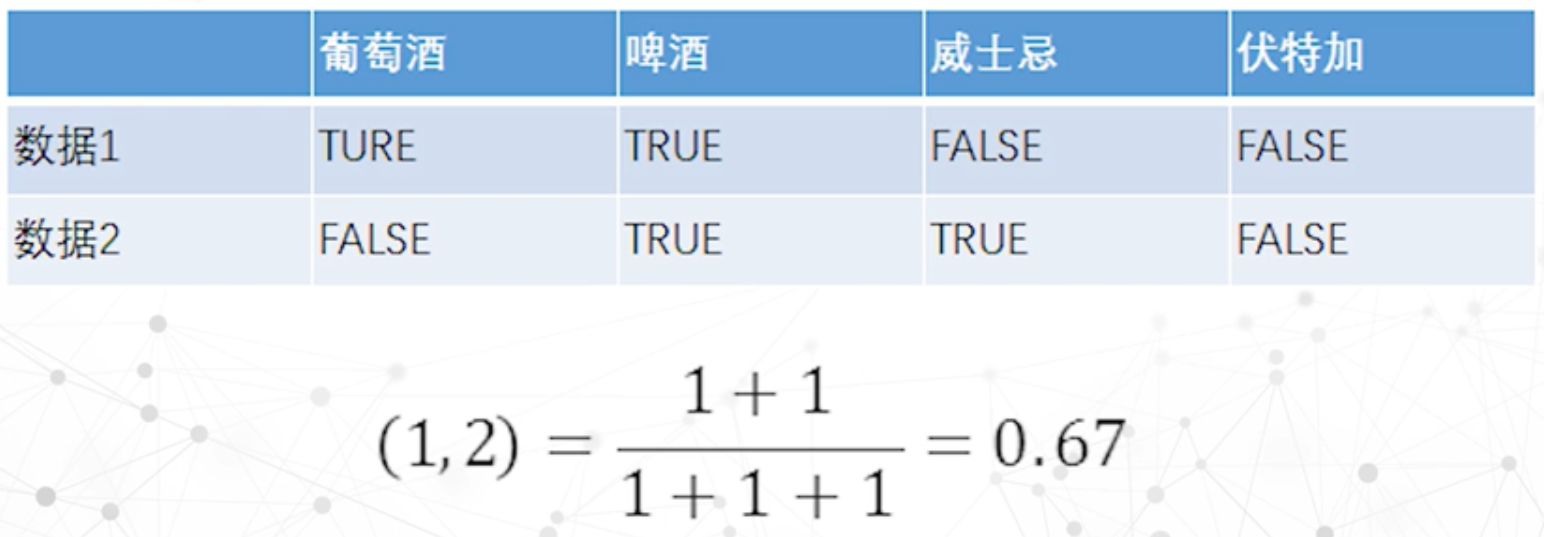 葡萄酒 啤酒 威士忌 伏特加
数据1 TURE TRUE FALSE FALSE
数据2 FALSE TRUE TRUE FALSE
(1,2) = \frac{1+1}{1+1+1} = 0.67